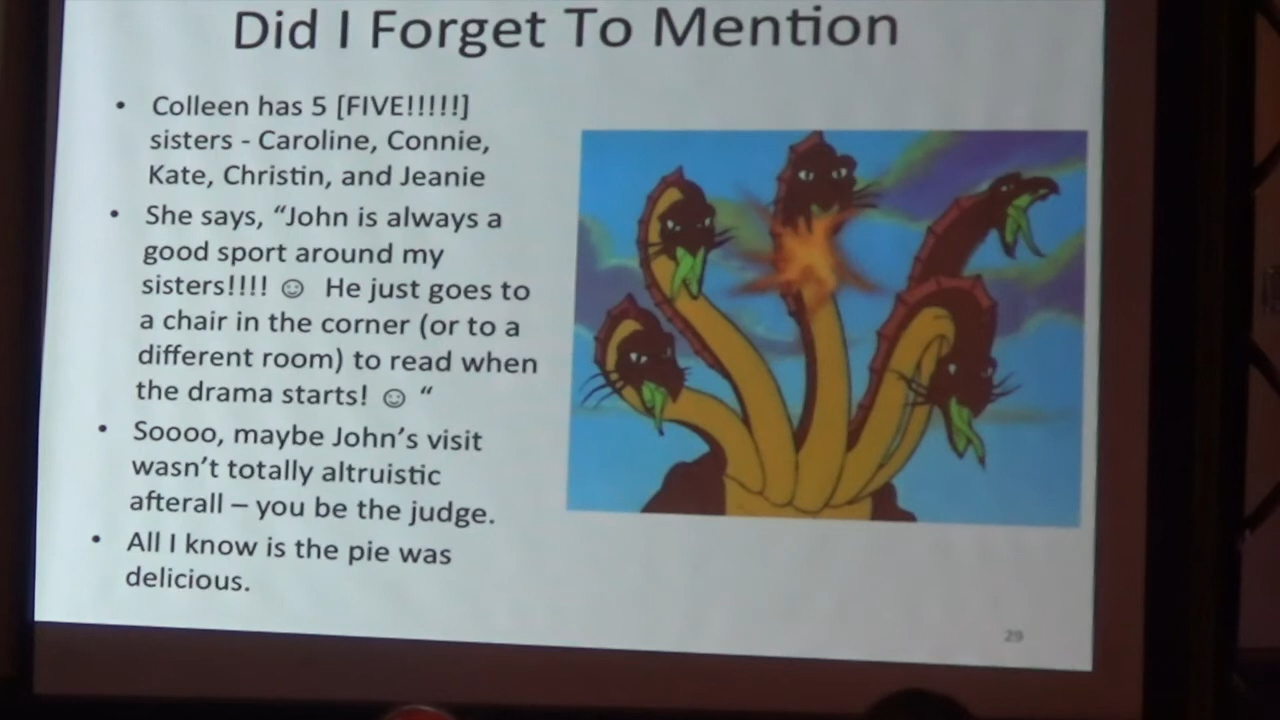 Did I Forget To Mention
• Colleen has 5 [FIVE!!!!!]
sisters - Caroline, Connie,
Kate, Christin, and Jeanie
• She says, “John is always a
good sport around my
sisters!!!! ☺ He just goes to
a chair in the corner (or to a
different room) to read when
the drama starts! ☺ “
• Soooo, maybe John’s visit
wasn’t totally altruistic
afterall – you be the judge.
• All I know is the pie was
delicious.
29